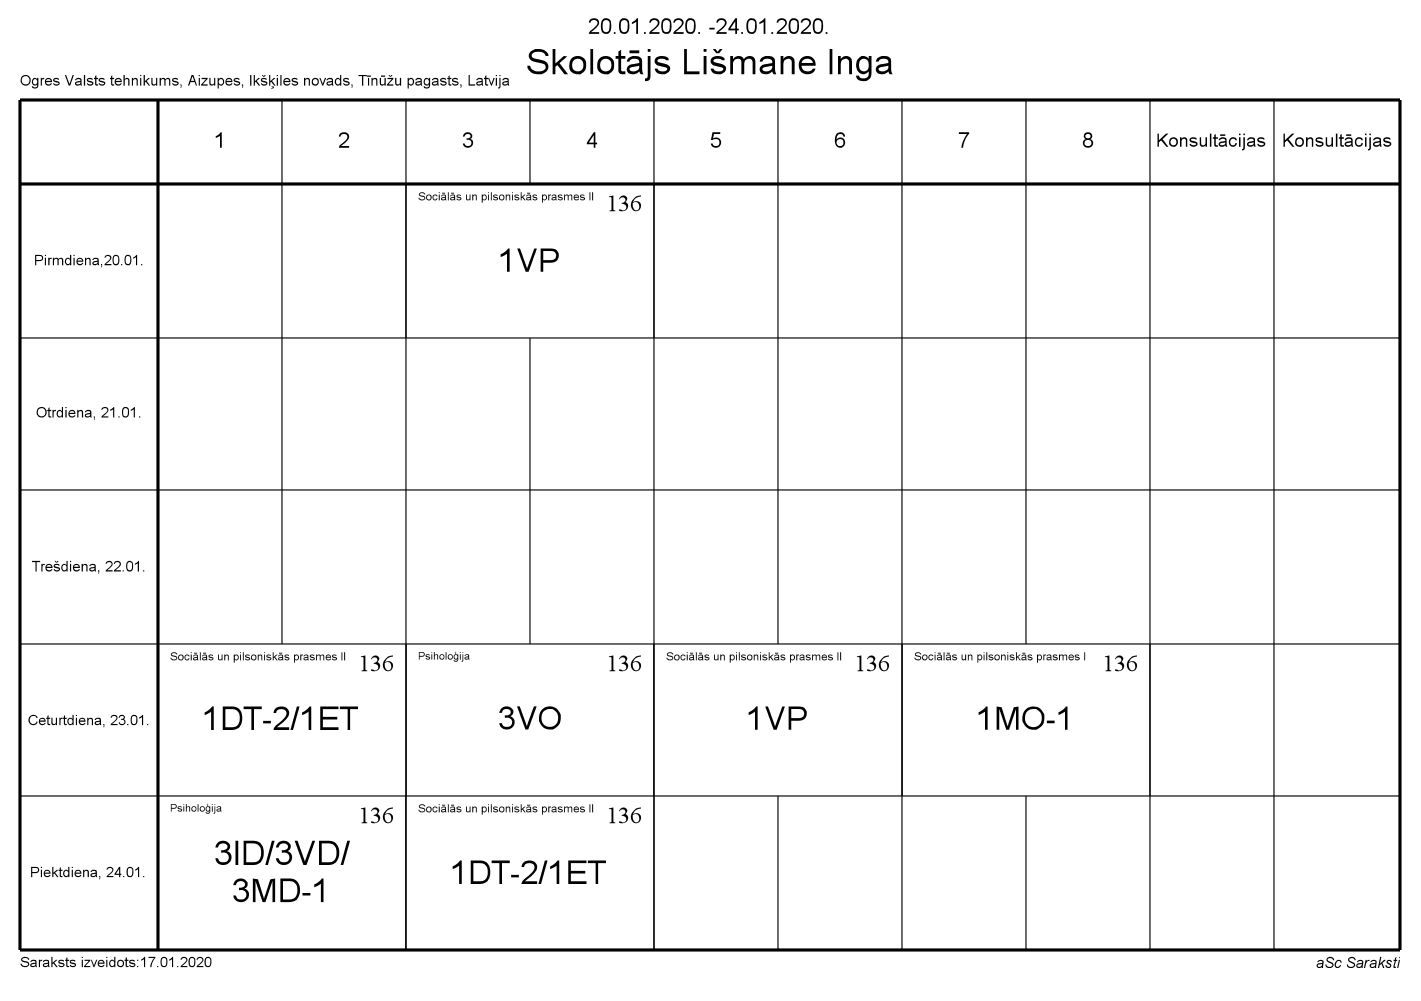 20.01.2020. -24.01.2020.
Skolotājs Lišmane Inga
Ogres Valsts tehnikums, Aizupes, Ikšķiles novads, Tīnūžu pagasts, Latvija
1 2 3 4 5 6 7 8 Konsultācijas Konsultācijas
Pirmdiena,20.01.
Sociālās un pilsoniskās prasmes II 136
1VP
Otrdiena, 21.01.
Trešdiena, 22.01.
Ceturtdiena, 23.01.
Sociālās un pilsoniskās prasmes II 136
1DT-2/1ET
Psiholoģija 136
3VO
Sociālās un pilsoniskās prasmes II 136
1VP
Sociālās un pilsoniskās prasmes I 136
1MO-1
Piektdiena, 24.01.
Psiholoģija 136
3ID/3VD/
3MD-1
Sociālās un pilsoniskās prasmes II 136
1DT-2/1ET
Saraksts izveidots:17.01.2020
aSc Saraksti